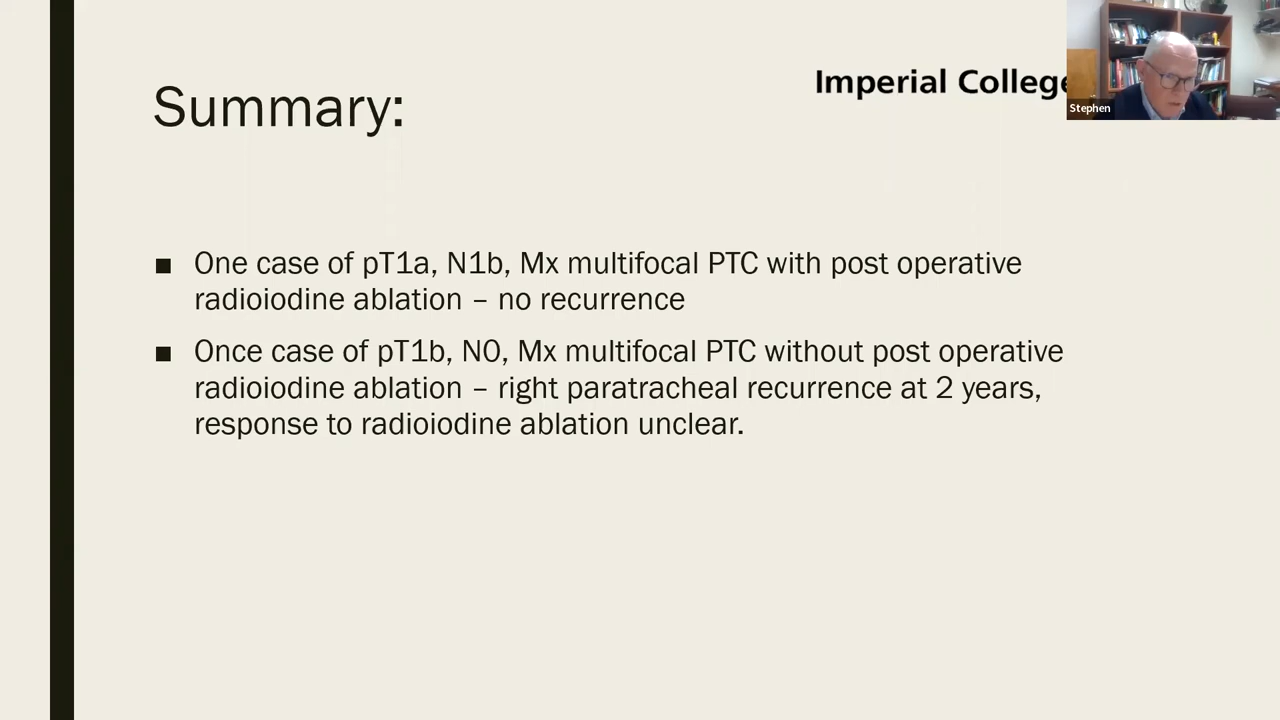 Summary:
Imperial College
Stephen
■ One case of pT1a, N1b, Mx multifocal PTC with post operative
radioiodine ablation – no recurrence
■ Once case of pT1b, N0, Mx multifocal PTC without post operative
radioiodine ablation – right paratracheal recurrence at 2 years,
response to radioiodine ablation unclear.